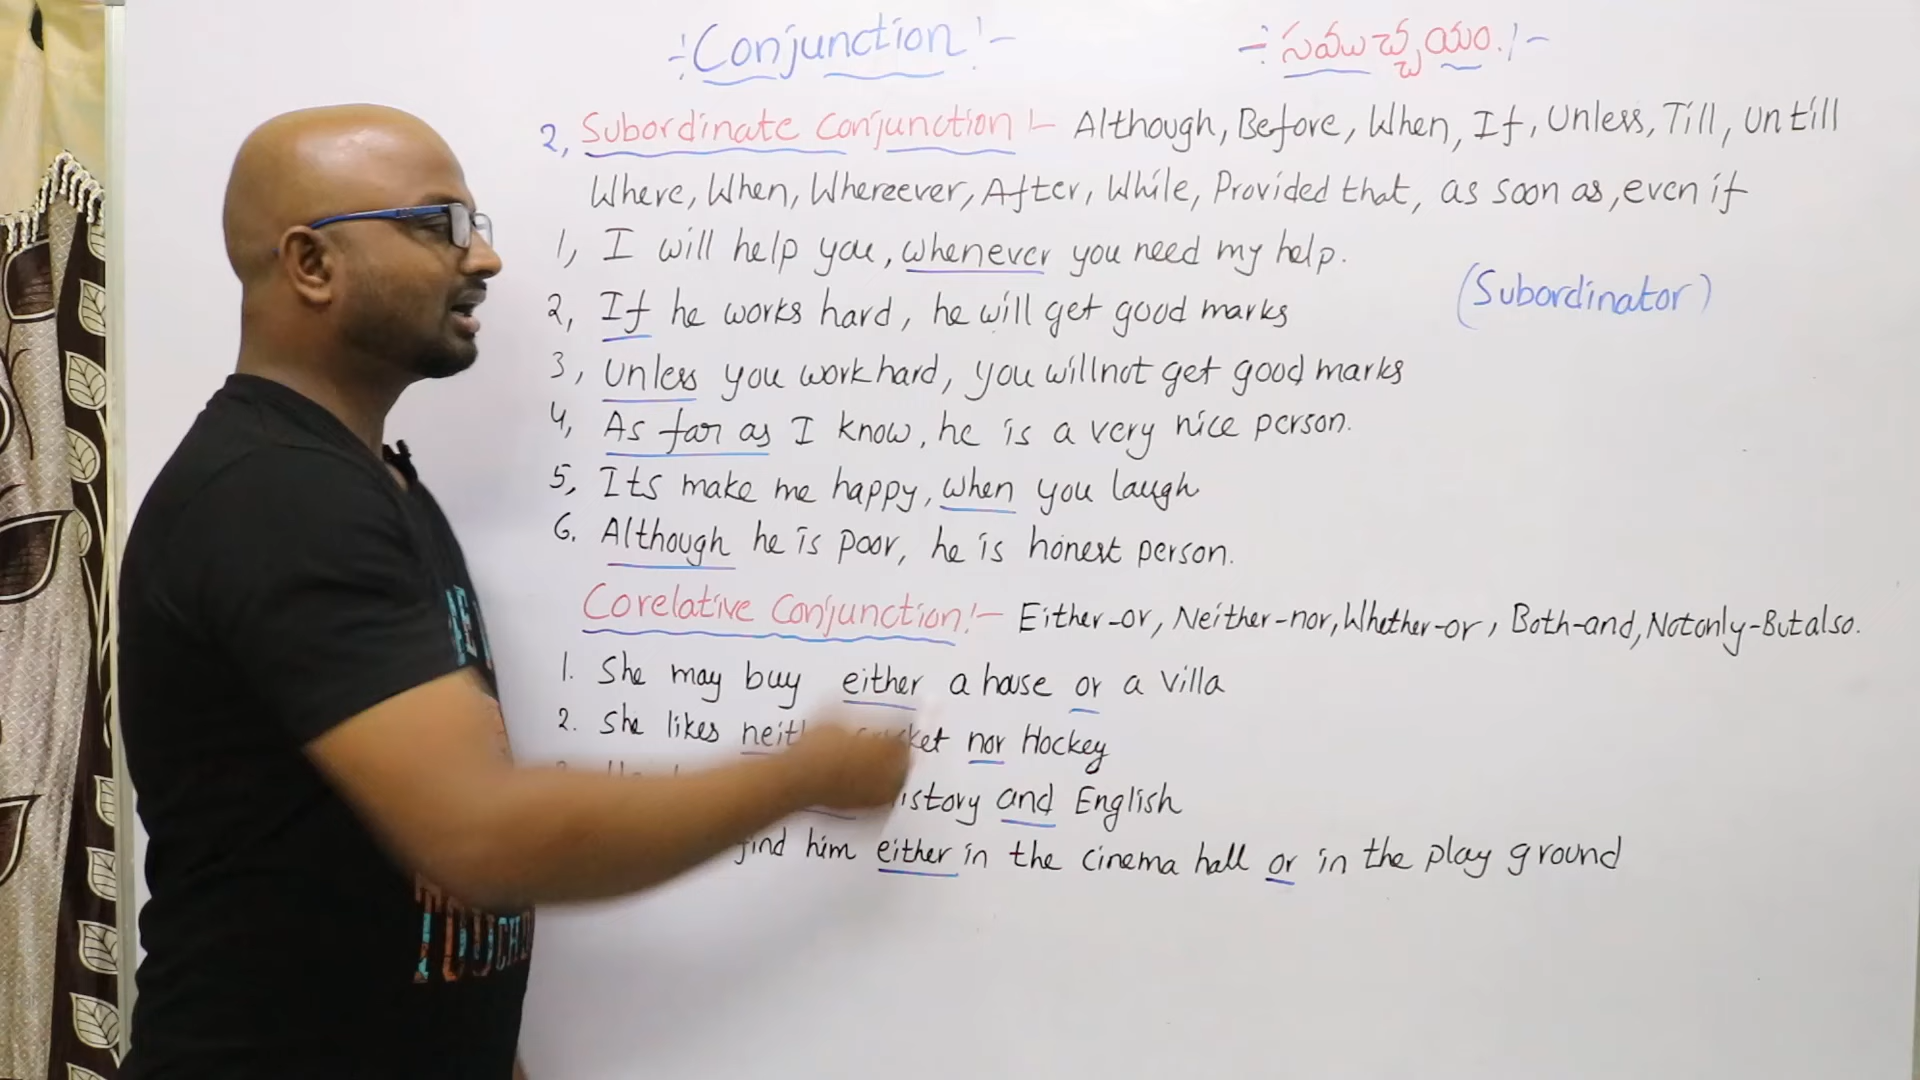 Conjunction :- -: సముచ్చయం. :-
2, Subordinate Conjunction :- Although, Before, When, If, Unless, Till, untill
Where, When, Whereever, After, While, Provided that, as soon as, even if
1, I will help you, whenever you need my help.
(Subordinator)
2, If he works hard, he will get good marks
3, Unless you work hard, you willnot get good marks
4, As far as I know, he is a very nice person.
5, Its make me happy, when you laugh
6. Although he is poor, he is honest person.
Corelative Conjunction :- Either-or, Neither-nor, Whether-or, Both-and, Notonly-Butalso.
1. She may buy either a house or a villa
2. She likes nor Hockey
and English
find him either in the cinema hall or in the play ground